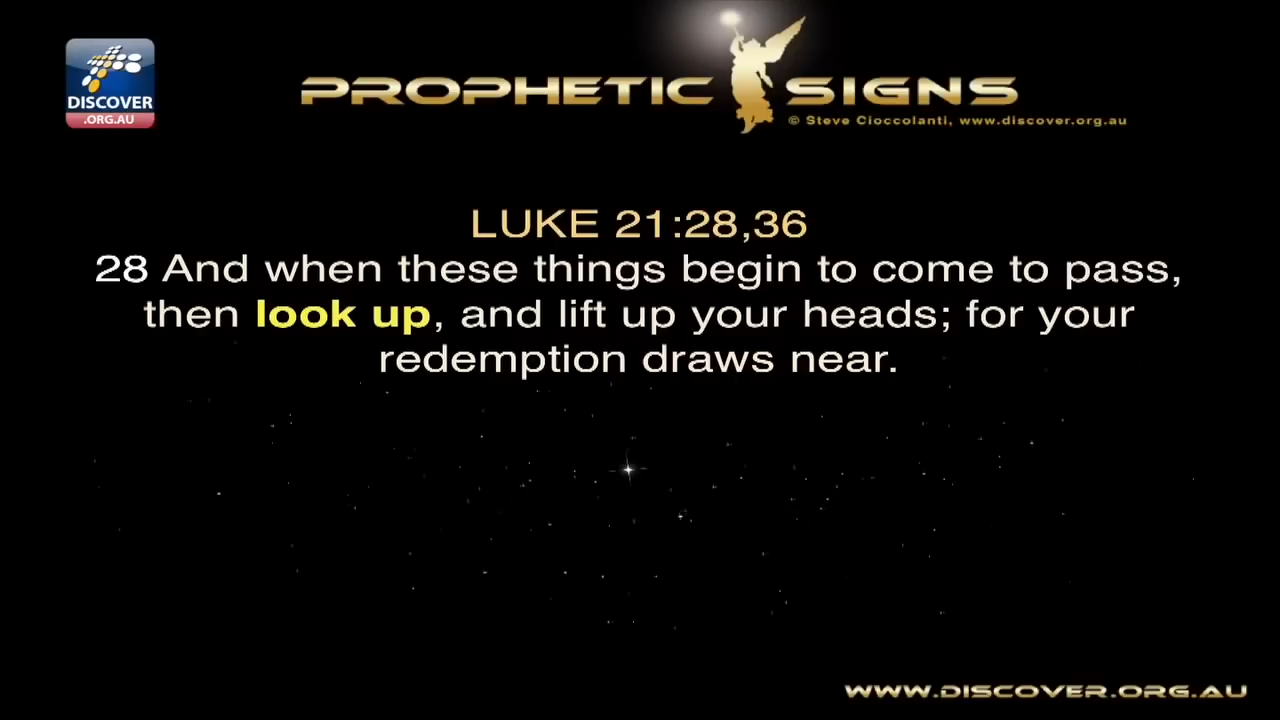 DISCOVER
.ORG.AU
PROPHETIC SIGNS
© Steve Cioccolanti, www.discover.org.au
LUKE 21:28,36
28 And when these things begin to come to pass,
then look up, and lift up your heads; for your
redemption draws near.
WWW.DISCOVER.ORG.AU